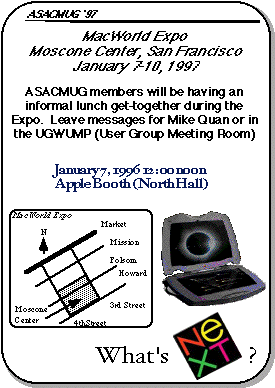 ASACMUG '97
MacWorld Expo
Moscone Center, San Francisco
January 7-10, 1997
ASACMUG members will be having an
informal lunch get-together during the
Expo. Leave messages for Mike Quan or in
the UGWUMP (User Group Meeting Room)
January 7, 1996 12:00 noon
Apple Booth (North Hall)
MacWorld Expo
N
Market
Mission
Folsom
Howard
Moscone
Center
3rd Street
4th Street
What's NeXT ?